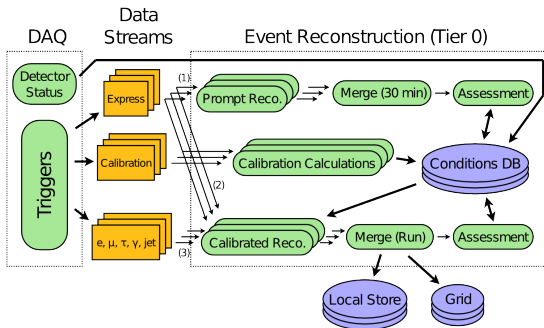 DAQ
Data
Streams
Event Reconstruction (Tier 0)
Detector
Status
Express
(1)
Prompt Reco.
Merge (30 min)
Assessment
Triggers
Calibration
Calibration Calculations
Conditions DB
(2)
e, μ, τ, γ, jet
(3)
Calibrated Reco.
Merge (Run)
Assessment
Local Store
Grid